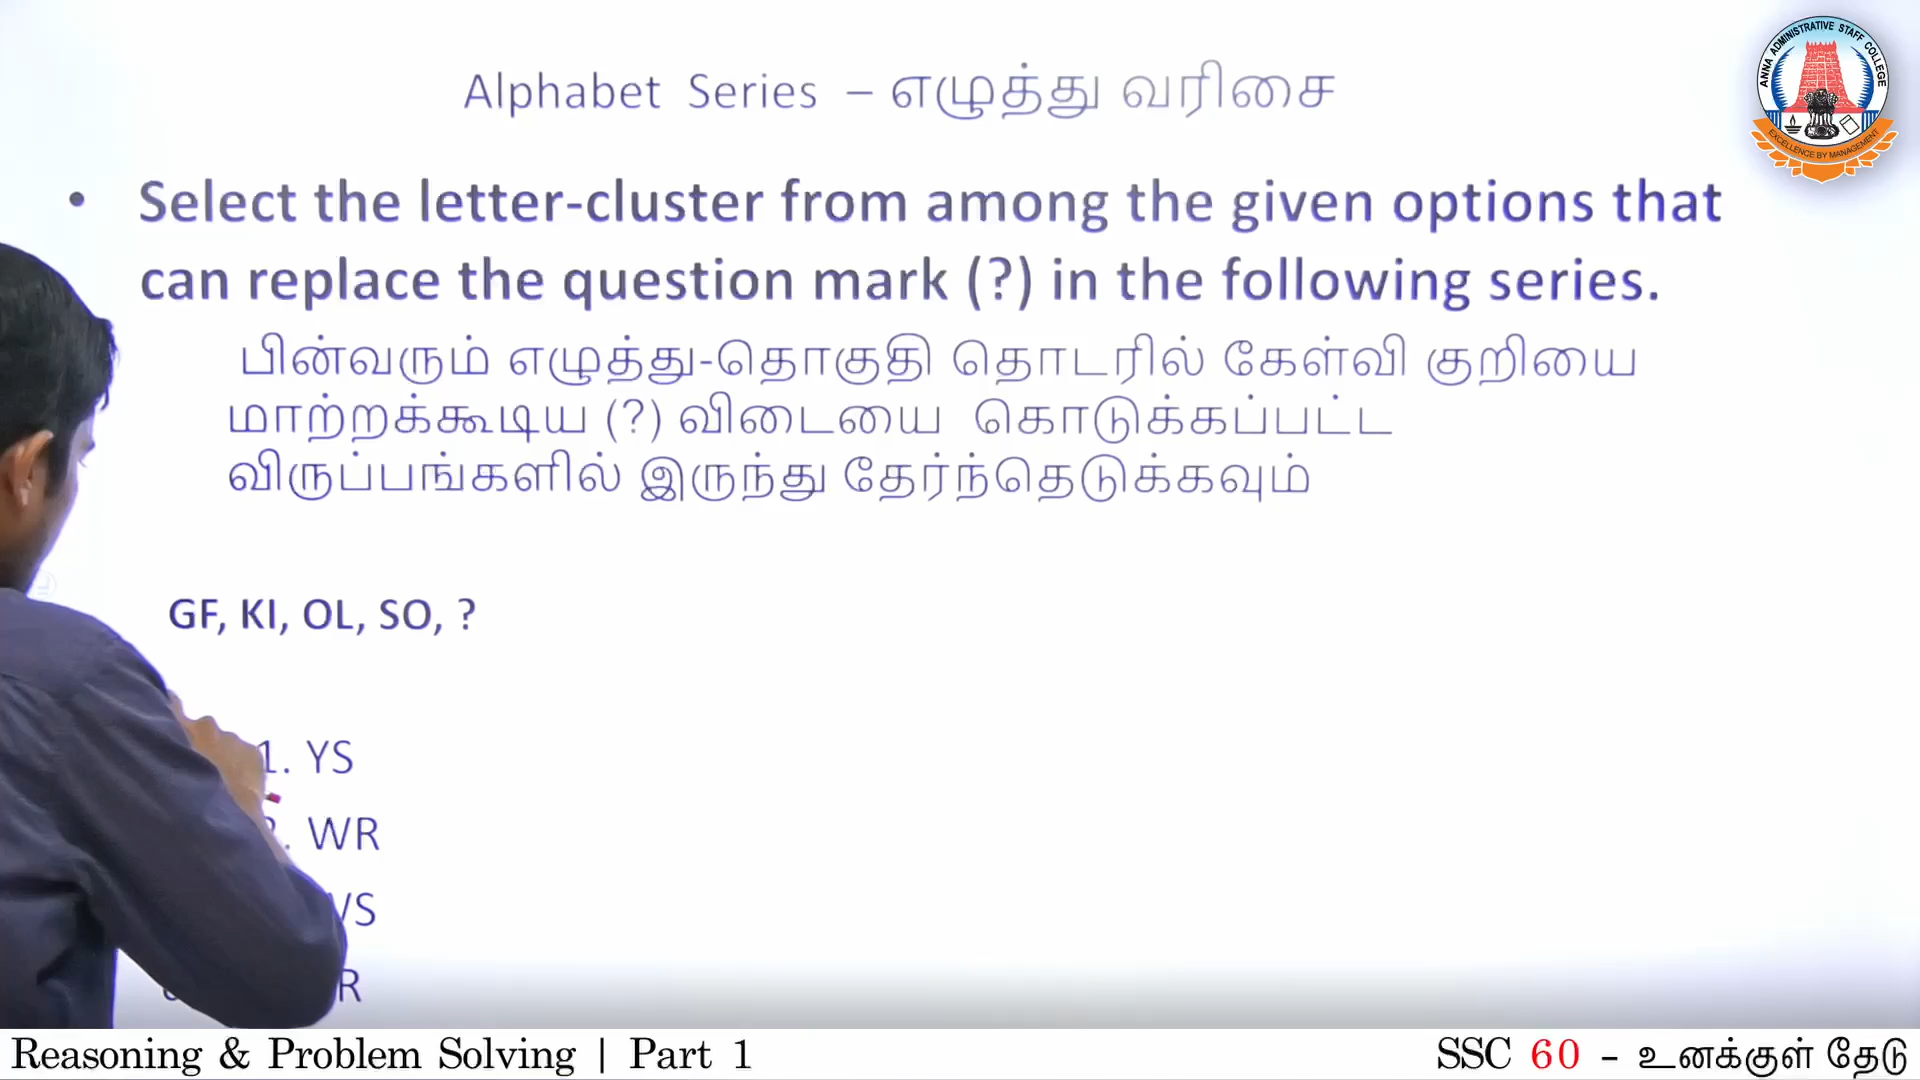 Alphabet Series – எழுத்து வரிசை
ANNA ADMINISTRATIVE STAFF COLLEGE
EXCELLENCE BY MANAGEMENT
• Select the letter-cluster from among the given options that
can replace the question mark (?) in the following series.
பின்வரும் எழுத்து-தொகுதி தொடரில் கேள்வி குறியை
மாற்றக்கூடிய (?) விடையை கொடுக்கப்பட்ட
விருப்பங்களில் இருந்து தேர்ந்தெடுக்கவும்
GF, KI, OL, SO, ?
1. YS
. WR
S
R
Reasoning & Problem Solving | Part 1
SSC 60 – உனக்குள் தேடு